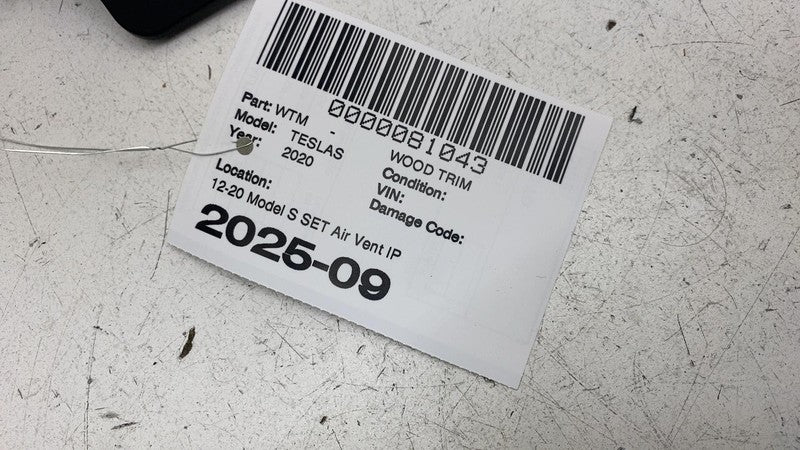 0000081043
Part: WTM - WOOD TRIM
Model: TESLAS Condition:
Year: 2020 VIN:
Damage Code:
Location:
12-20 Model S SET Air Vent IP
2025-09